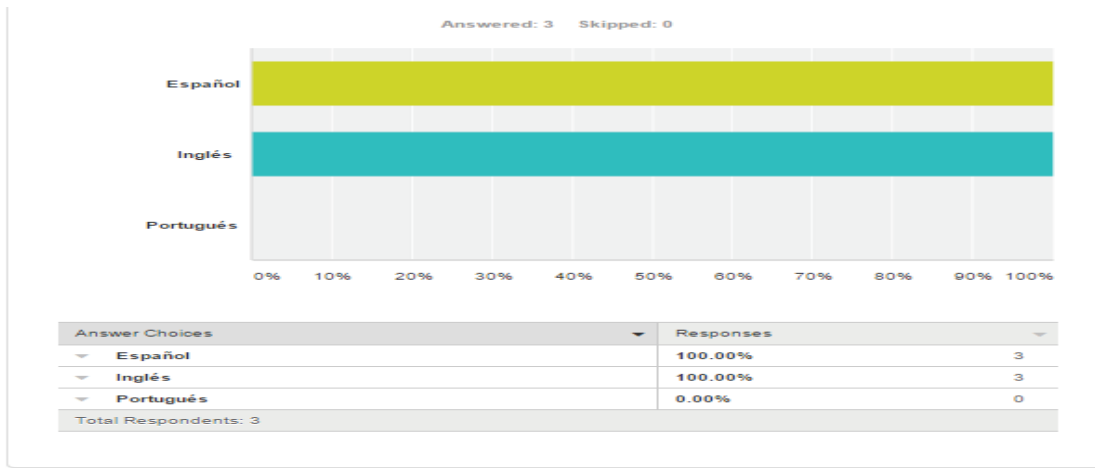 Answered: 3 Skipped: 0
Español
Inglés
Portugués
0% 10% 20% 30% 40% 50% 60% 70% 80% 90% 100%
Answer Choices Responses
Español 100.00% 3
Inglés 100.00% 3
Portugués 0.00% 0
Total Respondents: 3